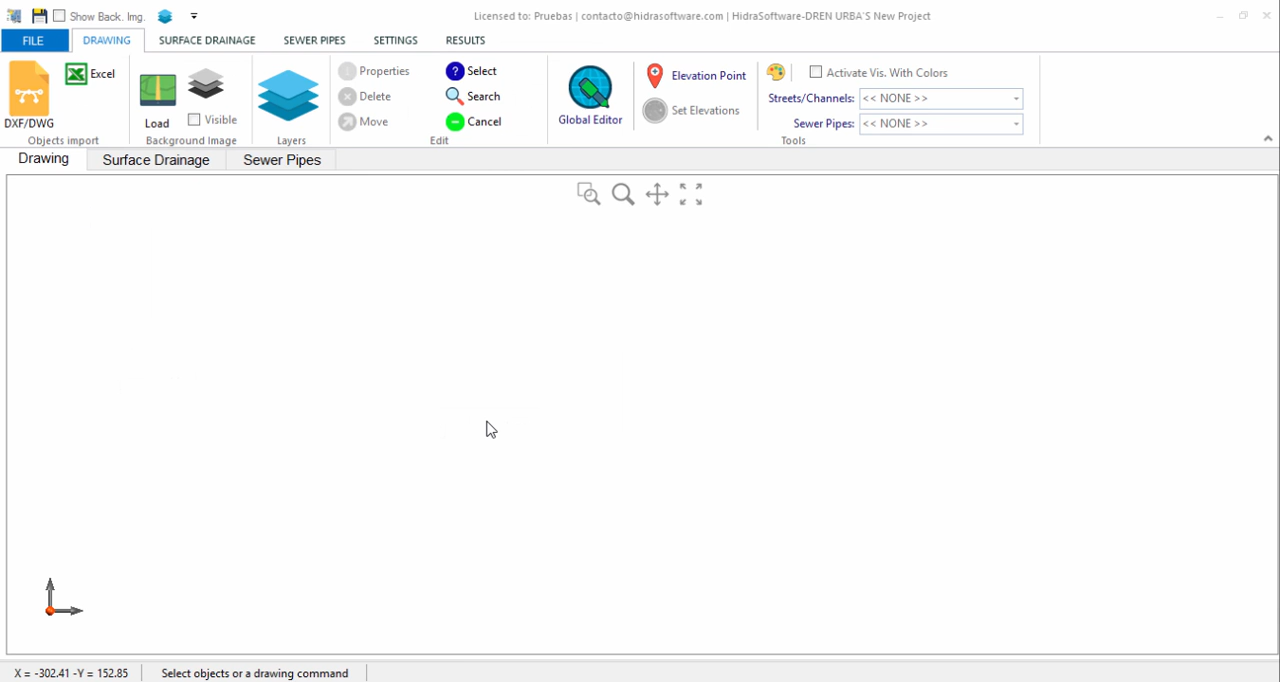 Show Back. Img.
Licensed to: Pruebas | contacto@hidrasoftware.com | HidraSoftware-DREN URBA'S New Project
FILE DRAWING SURFACE DRAINAGE SEWER PIPES SETTINGS RESULTS
DXF/DWG
Excel
Objects import
Load
Visible
Background Image
Layers
Properties
Delete
Move
Select
Search
Cancel
Edit
Global Editor
Elevation Point
Set Elevations
Activate Vis. With Colors
Streets/Channels: << NONE >>
Sewer Pipes: << NONE >>
Tools
Drawing Surface Drainage Sewer Pipes
X = -302.41 -Y = 152.85 Select objects or a drawing command